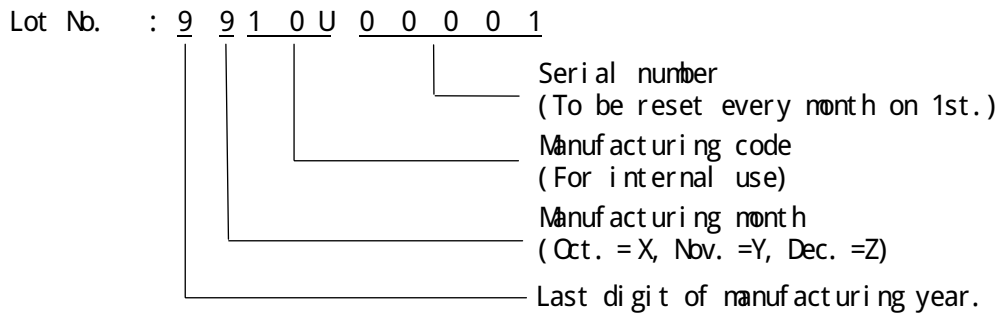 Lot No. : 9 9 1 0 U 0 0 0 0 1
Serial number
(To be reset every month on 1st.)
Manufacturing code
(For internal use)
Manufacturing month
(Oct. = X, Nov. =Y, Dec. =Z)
Last digit of manufacturing year.